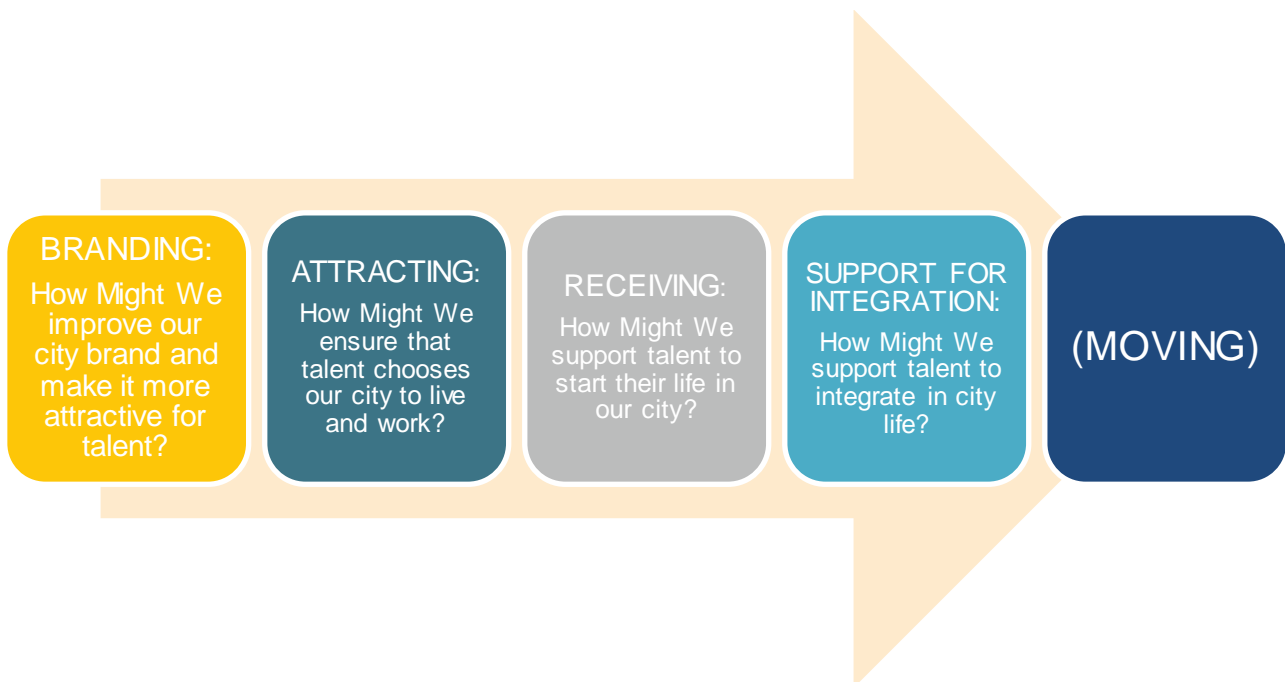 BRANDING:
How Might We
improve our
city brand and
make it more
attractive for
talent?
ATTRACTING:
How Might We
ensure that
talent chooses
our city to live
and work?
RECEIVING:
How Might We
support talent to
start their life in
our city?
SUPPORT FOR
INTEGRATION:
How Might We
support talent to
integrate in city
life?
(MOVING)